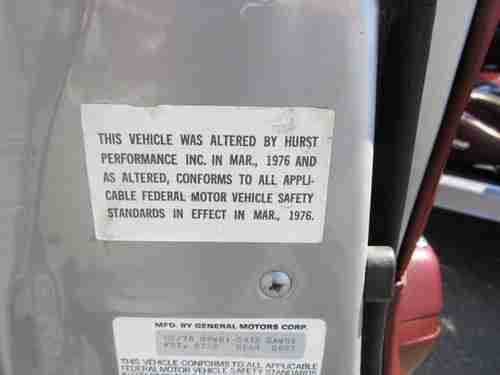 THIS VEHICLE WAS ALTERED BY HURST
PERFORMANCE INC. IN MAR., 1976 AND
AS ALTERED, CONFORMS TO ALL APPLI-
CABLE FEDERAL MOTOR VEHICLE SAFETY
STANDARDS IN EFFECT IN MAR., 1976.
MFD. BY GENERAL MOTORS CORP.
THIS VEHICLE CONFORMS TO ALL APPLICABLE
FEDERAL MOTOR VEHICLE SAFETY